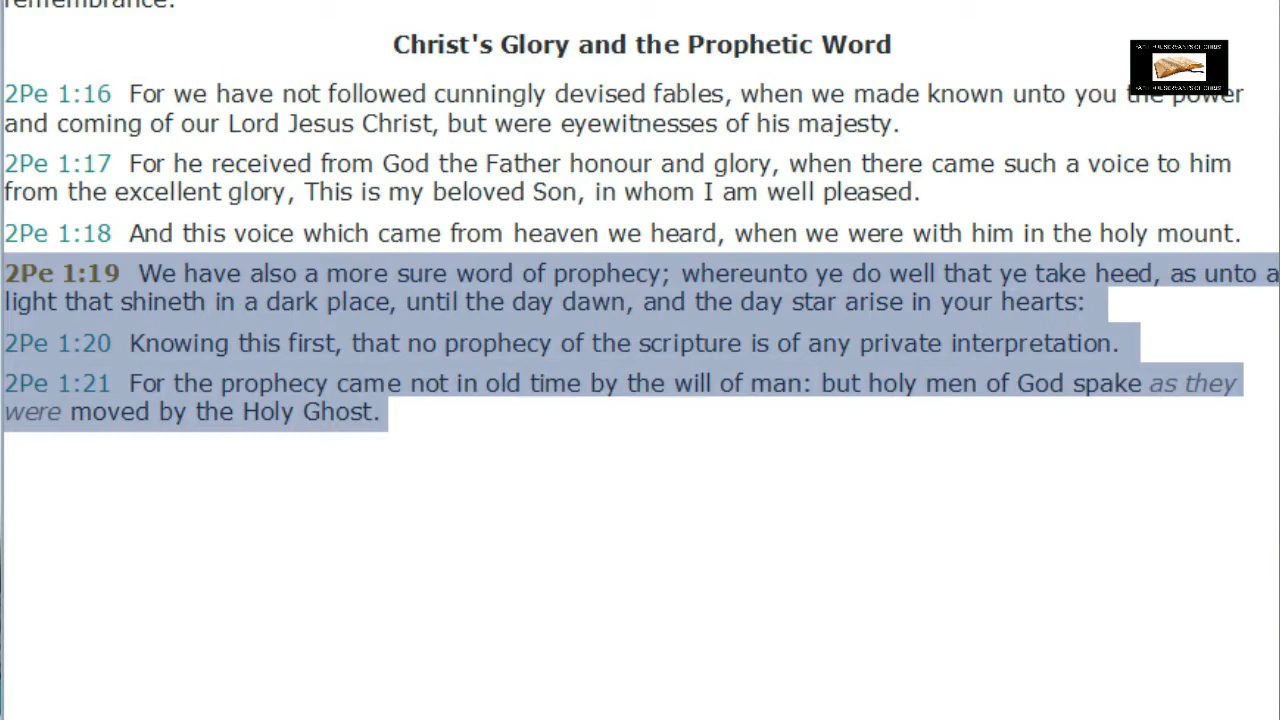 remembrance.
Christ's Glory and the Prophetic Word
FAITHFUL SERVANTS OF CHRIST
FAITHFUL SERVANTS OF CHRIST
2Pe 1:16 For we have not followed cunningly devised fables, when we made known unto you the power
and coming of our Lord Jesus Christ, but were eyewitnesses of his majesty.
2Pe 1:17 For he received from God the Father honour and glory, when there came such a voice to him
from the excellent glory, This is my beloved Son, in whom I am well pleased.
2Pe 1:18 And this voice which came from heaven we heard, when we were with him in the holy mount.
2Pe 1:19 We have also a more sure word of prophecy; whereunto ye do well that ye take heed, as unto a
light that shineth in a dark place, until the day dawn, and the day star arise in your hearts:
2Pe 1:20 Knowing this first, that no prophecy of the scripture is of any private interpretation.
2Pe 1:21 For the prophecy came not in old time by the will of man: but holy men of God spake as they
were moved by the Holy Ghost.